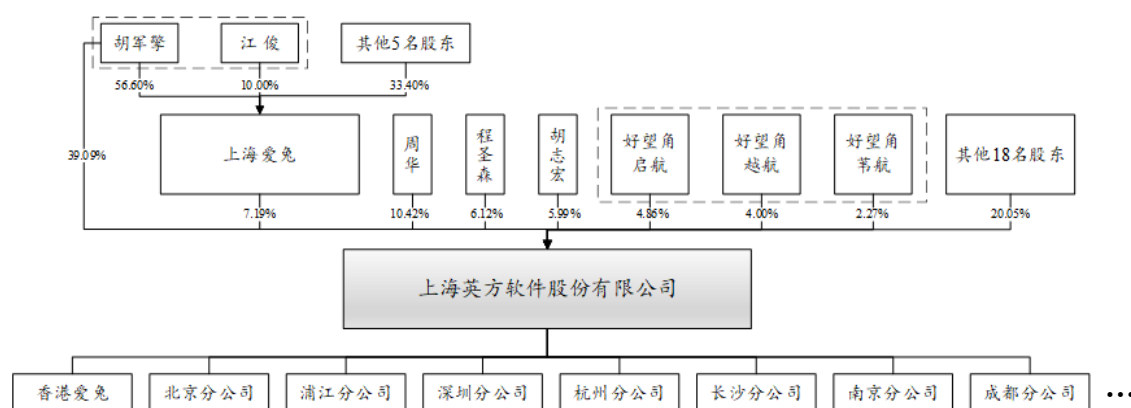 胡军擎
江 俊
其他5名股东
56.60%
10.00%
33.40%
39.09%
上海爱兔
周华
程圣森
胡志宏
好望角
启航
好望角
越航
好望角
苇航
其他18名股东
7.19%
10.42%
6.12%
5.99%
4.86%
4.00%
2.27%
20.05%
上海英方软件股份有限公司
香港爱兔
北京分公司
浦江分公司
深圳分公司
杭州分公司
长沙分公司
南京分公司
成都分公司
...